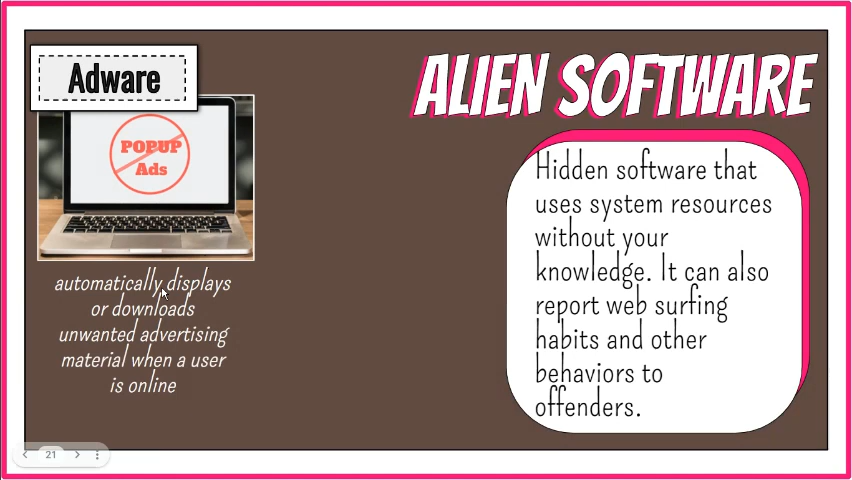 Adware
ALIEN SOFTWARE
POPUP
Ads
automatically displays
or downloads
unwanted advertising
material when a user
is online
Hidden software that
uses system resources
without your
knowledge. It can also
report web surfing
habits and other
behaviors to
offenders.
21